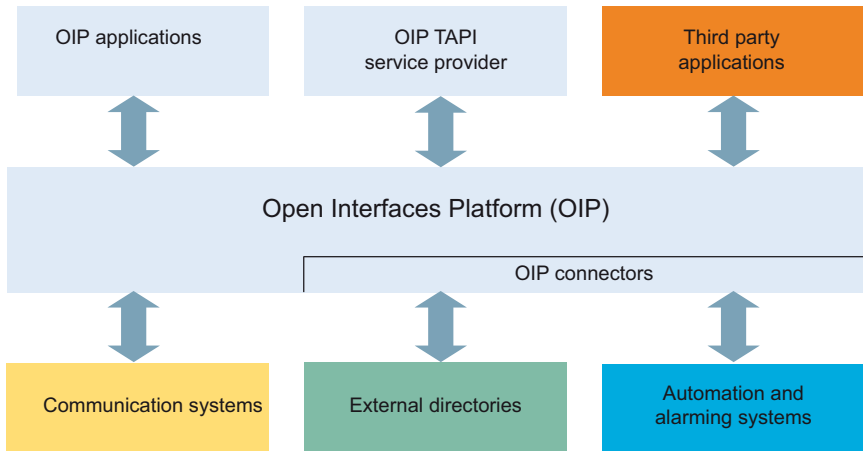 OIP applications
OIP TAPI
service provider
Third party
applications
Open Interfaces Platform (OIP)
OIP connectors
Communication systems
External directories
Automation and
alarming systems